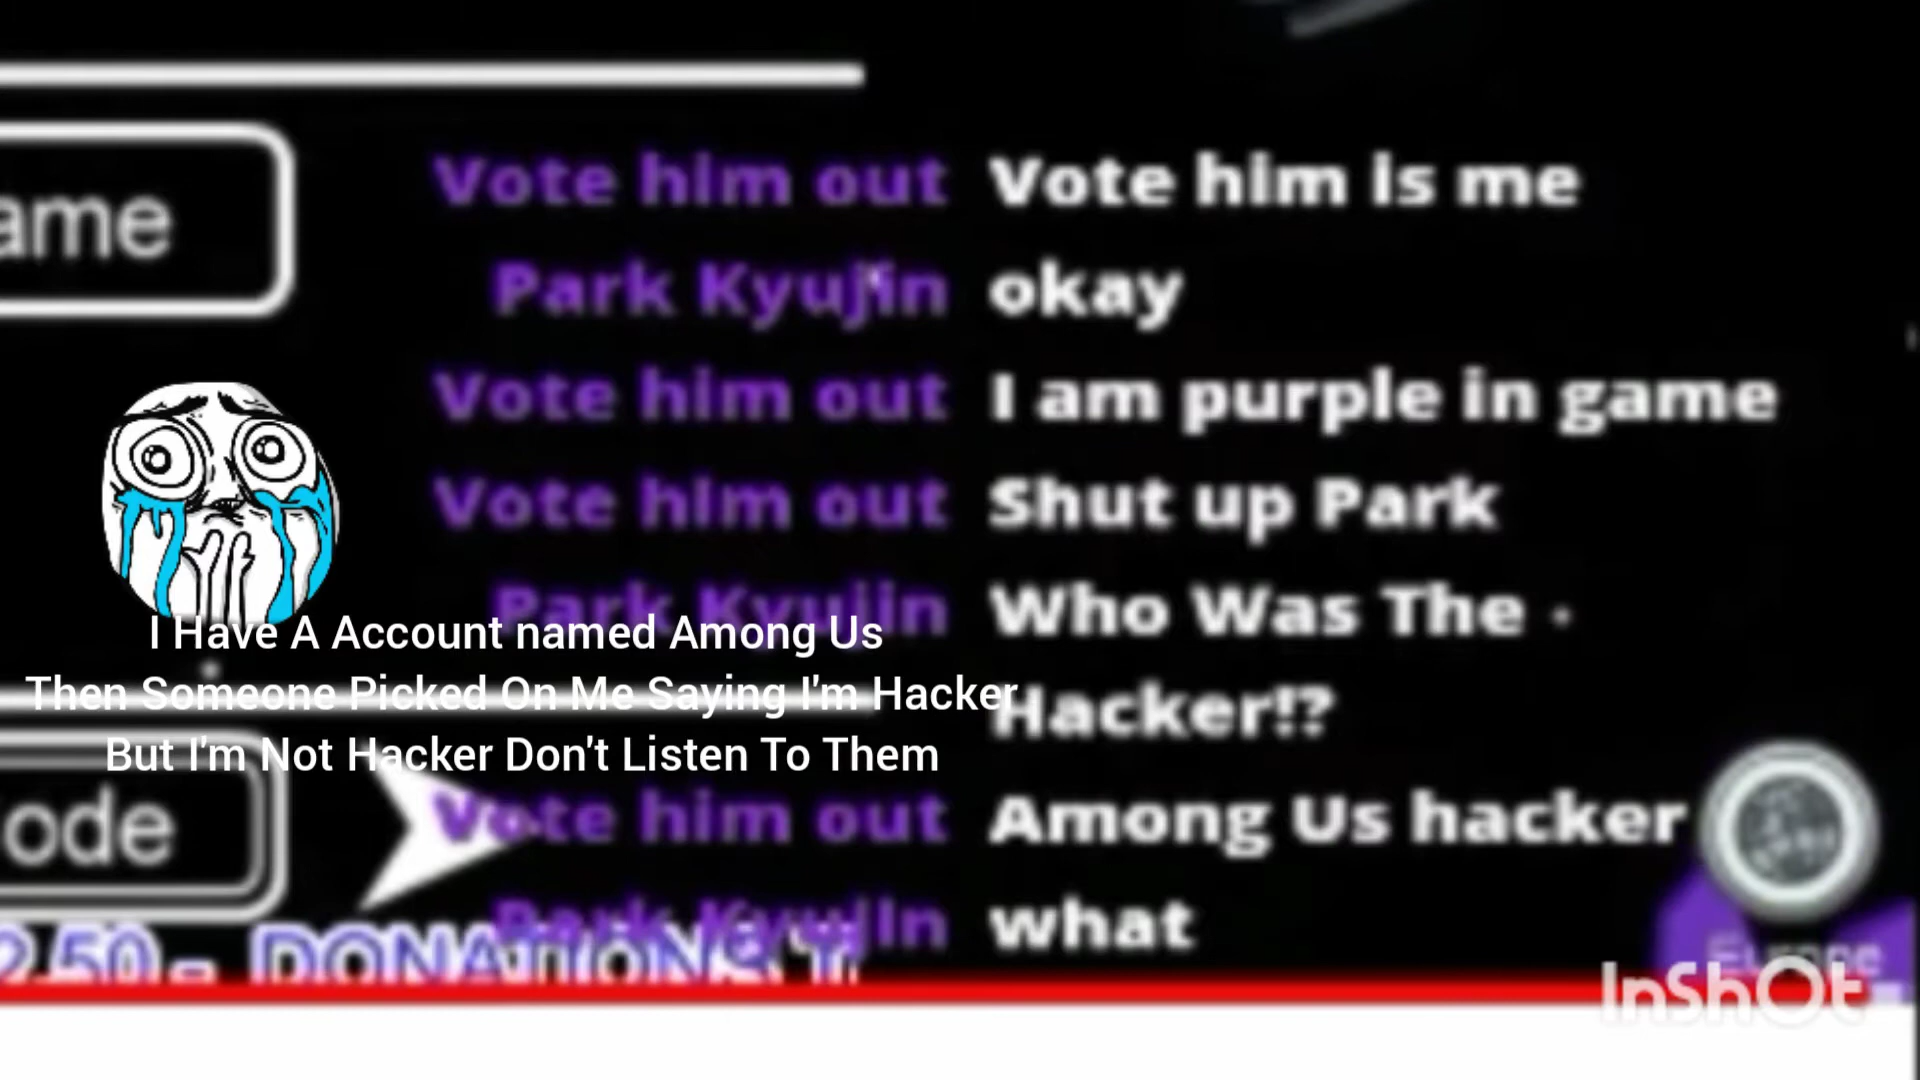 ame
Vote him out Vote him is me
Park Kyujin okay
Vote him out I am purple in game
Vote him out Shut up Park
Park Kyujin Who Was The -
Hacker!?
I Have A Account named Among Us
Then Someone Picked On Me Saying I'm Hacker
But I'm Not Hacker Don't Listen To Them
ode
Vote him out Among Us hacker
Park Kyujin what
2.50 - DONATIONS T
Europe
InShOt